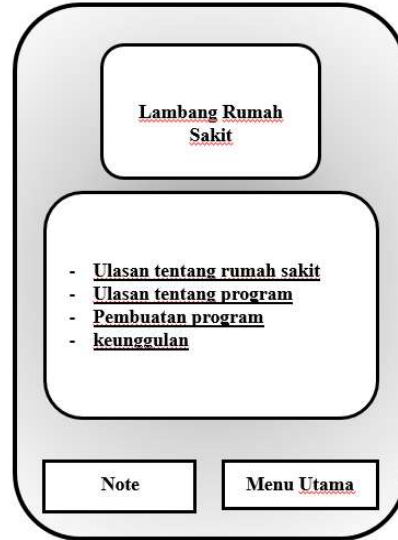 Lambang Rumah
Sakit
- Ulasan tentang rumah sakit
- Ulasan tentang program
- Pembuatan program
- keunggulan
Note
Menu Utama